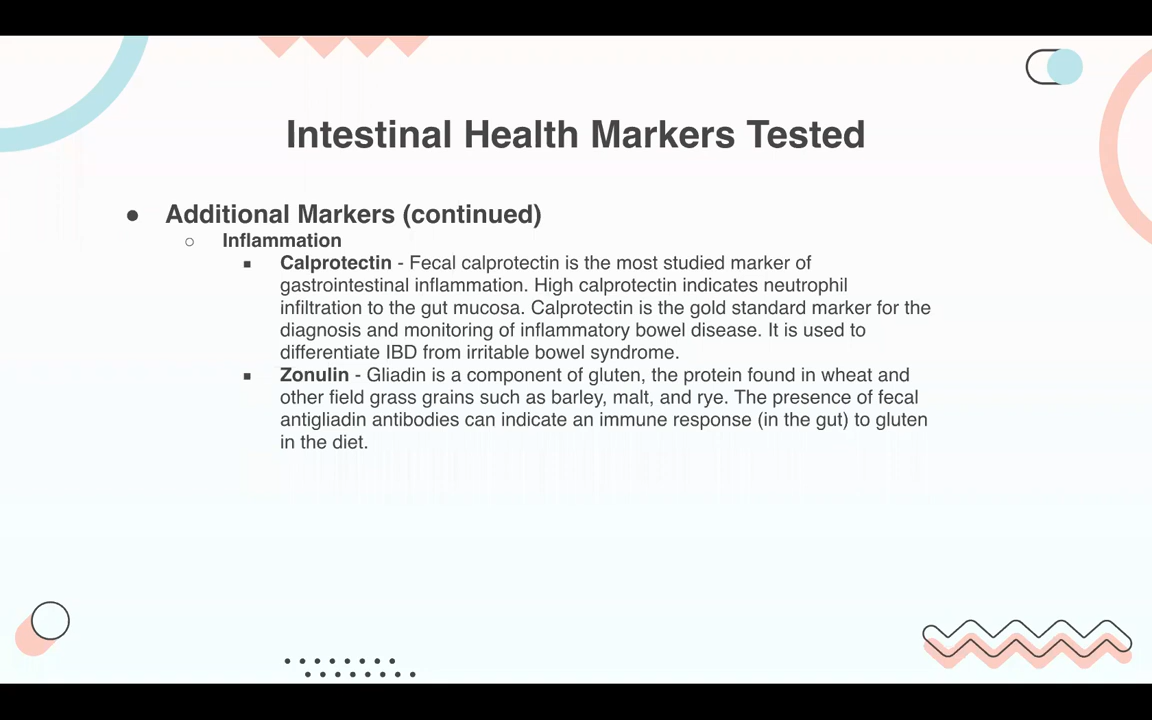 Intestinal Health Markers Tested
● Additional Markers (continued)
○ Inflammation
■ Calprotectin - Fecal calprotectin is the most studied marker of
gastrointestinal inflammation. High calprotectin indicates neutrophil
infiltration to the gut mucosa. Calprotectin is the gold standard marker for the
diagnosis and monitoring of inflammatory bowel disease. It is used to
differentiate IBD from irritable bowel syndrome.
■ Zonulin - Gliadin is a component of gluten, the protein found in wheat and
other field grass grains such as barley, malt, and rye. The presence of fecal
antigliadin antibodies can indicate an immune response (in the gut) to gluten
in the diet.